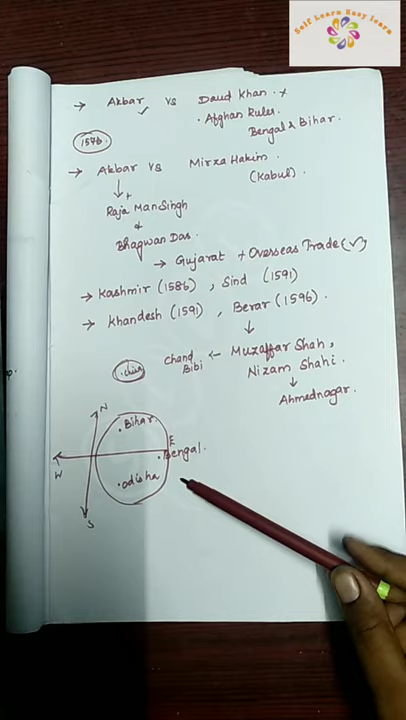 Self Learn Easy learn
→ Akbar vs Daud Khan. x
✓ • Afghan Rules.
Bengal & Bihar.
1576
→ Akbar vs Mirza Hakim
(Kabul).
↓+
Raja ManSingh
&
Bhagwan Das.
→ Gujarat + Overseas Trade (✓)
→ Kashmir (1586) , Sind (1591)
→ Khandesh (1591) , Berar (1596).
↓
Chand Bibi ← Muzaffar Shah,
Nizam Shahi.
↓
Ahmednagar.
N
• Bihar.
E
• Bengal.
W
• Odisha
S